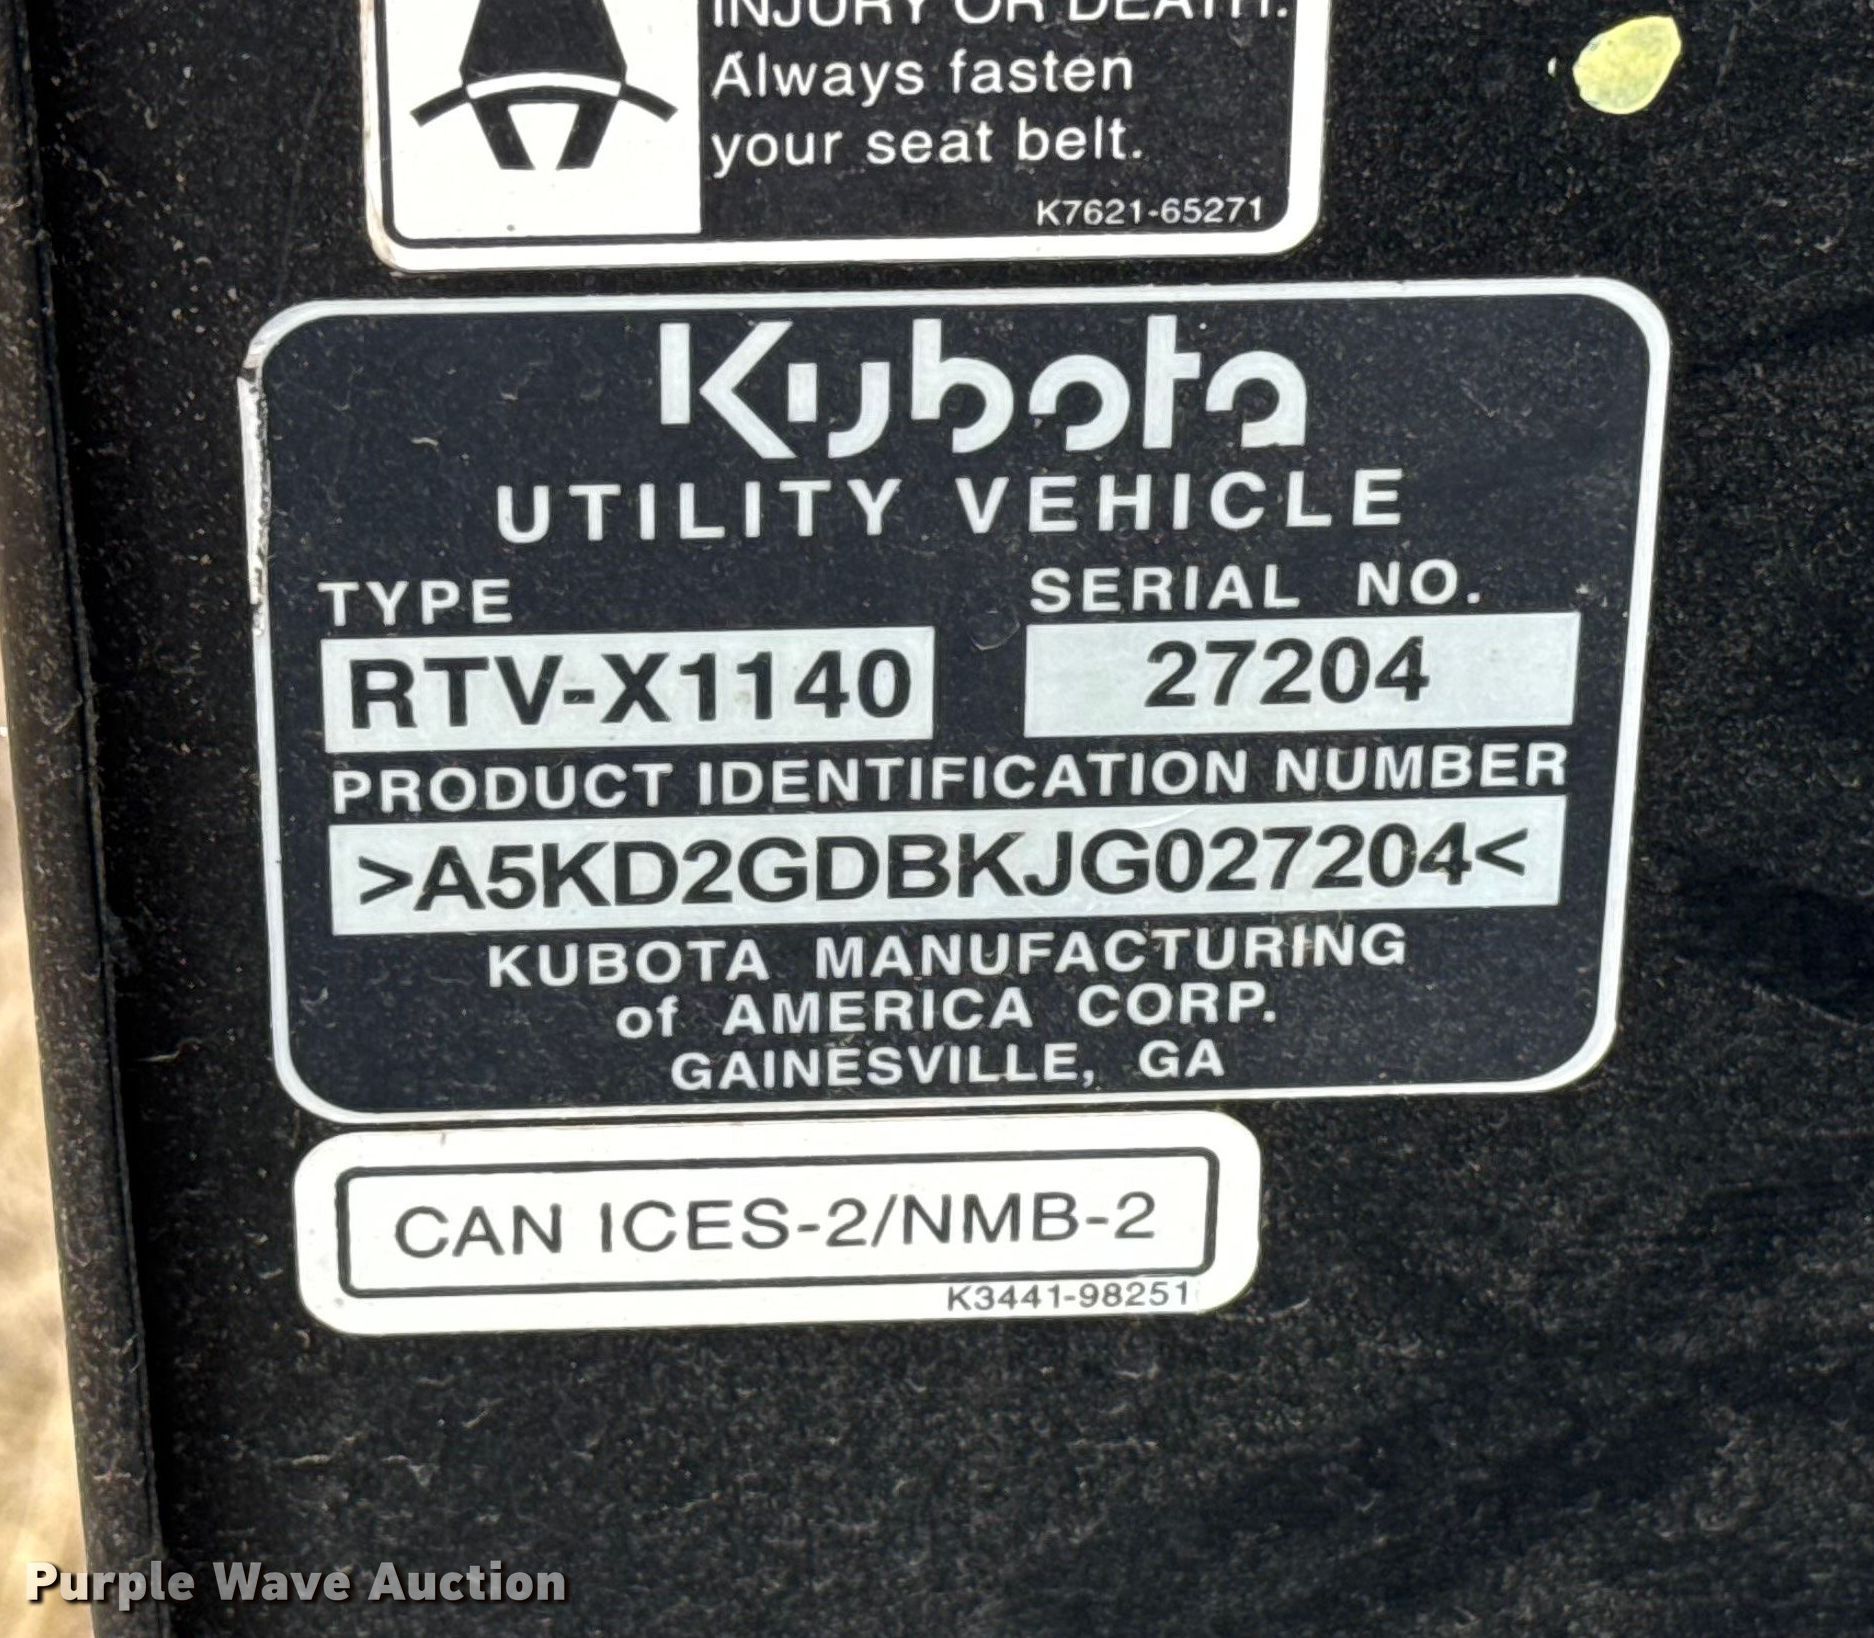 INJURY OR DEATH.
Always fasten
your seat belt.
K7621-65271
Kubota
UTILITY VEHICLE
TYPE SERIAL NO.
RTV-X1140 27204
PRODUCT IDENTIFICATION NUMBER
>A5KD2GDBKJG027204<
KUBOTA MANUFACTURING
of AMERICA CORP.
GAINESVILLE, GA
CAN ICES-2/NMB-2
K3441-98251
Purple Wave Auction